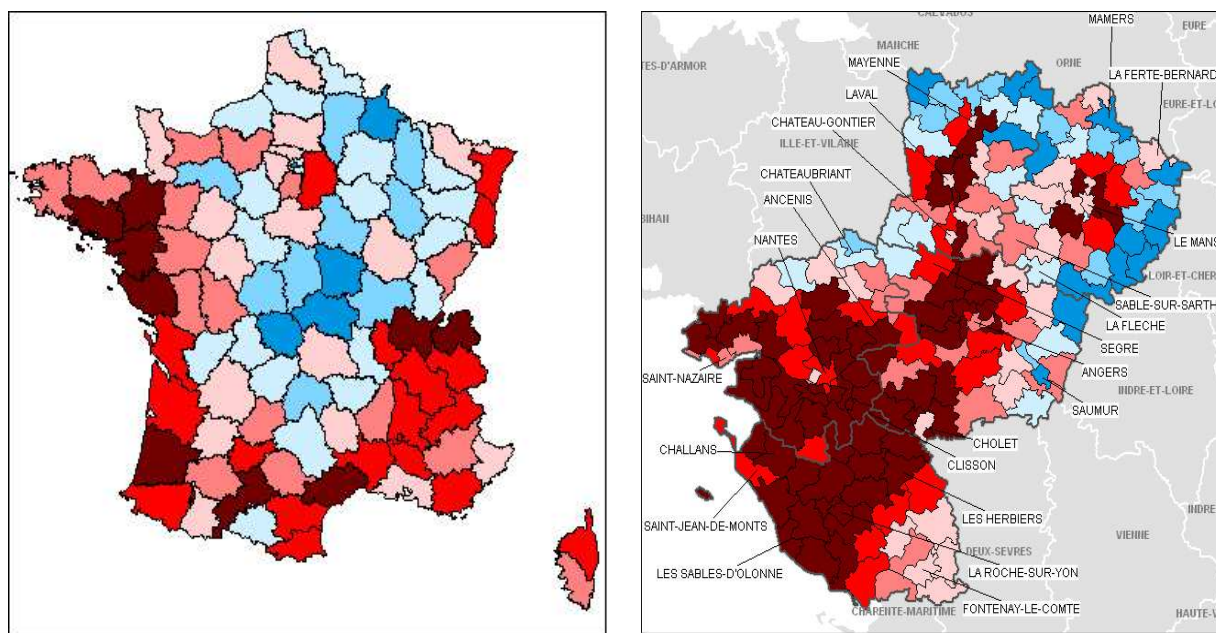 CALVADOS
MAMERS
EURE
MANCHE
TES-D'ARMOR
MAYENNE
ORNE
LA FERTE-BERNARD
LAVAL
EURE-ET-LO
CHATEAU-GONTIER
ILLE-ET-VILAINE
CHATEAUBRIANT
ANCENIS
BIHAN
NANTES
LE MANS
LOIR-ET-CHER
SABLE-SUR-SARTH
LA FLECHE
SEGRE
SAINT-NAZAIRE
ANGERS
INDRE-ET-LOIRE
SAUMUR
CHOLET
CHALLANS
CLISSON
INDRE
LES HERBIERS
SAINT-JEAN-DE-MONTS
VIENNE
DEUX-SEVRES
LES SABLES-D'OLONNE
LA ROCHE-SUR-YON
FONTENAY-LE-COMTE
CHARENTE-MARITIME
HAUTE-V